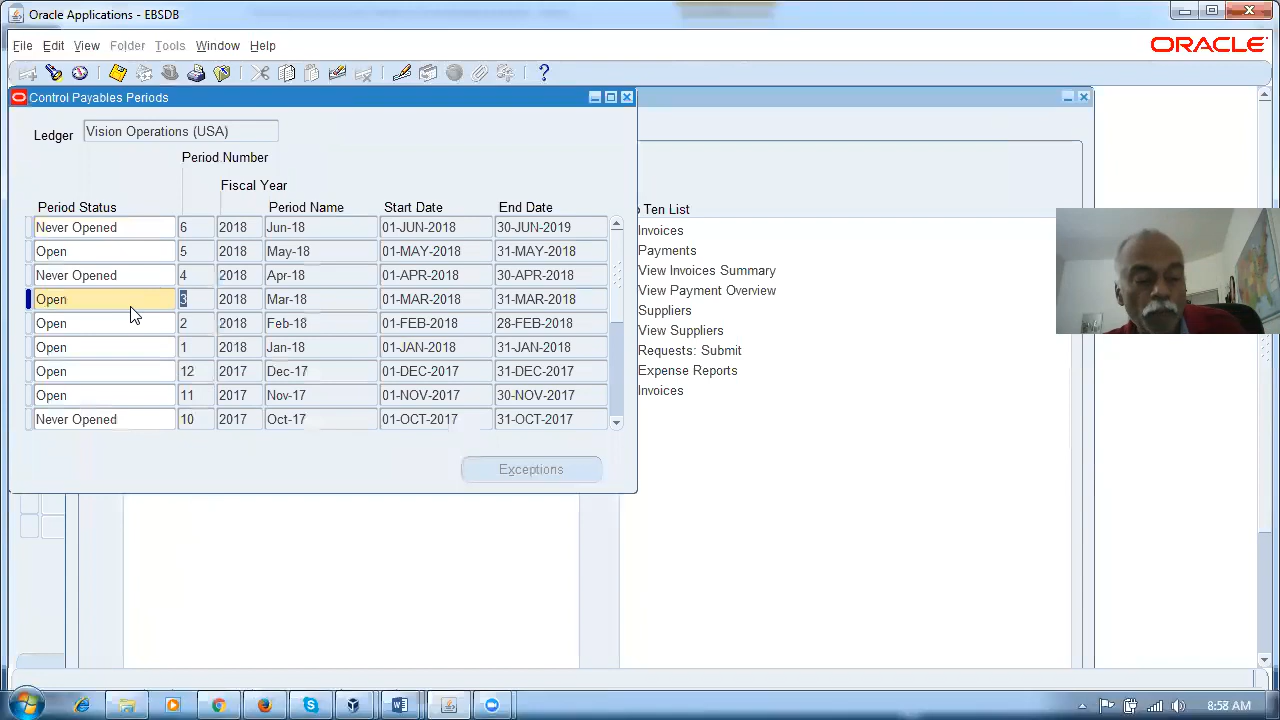 Oracle Applications - EBSDB
File Edit View Folder Tools Window Help
ORACLE
Control Payables Periods
Ledger Vision Operations (USA)
Period Number
Fiscal Year
Period Status Period Name Start Date End Date
Never Opened 6 2018 Jun-18 01-JUN-2018 30-JUN-2019
Open 5 2018 May-18 01-MAY-2018 31-MAY-2018
Never Opened 4 2018 Apr-18 01-APR-2018 30-APR-2018
Open 3 2018 Mar-18 01-MAR-2018 31-MAR-2018
Open 2 2018 Feb-18 01-FEB-2018 28-FEB-2018
Open 1 2018 Jan-18 01-JAN-2018 31-JAN-2018
Open 12 2017 Dec-17 01-DEC-2017 31-DEC-2017
Open 11 2017 Nov-17 01-NOV-2017 30-NOV-2017
Never Opened 10 2017 Oct-17 01-OCT-2017 31-OCT-2017
Exceptions
Ten List
Invoices
Payments
View Invoices Summary
View Payment Overview
Suppliers
View Suppliers
Requests: Submit
Expense Reports
Invoices
8:58 AM